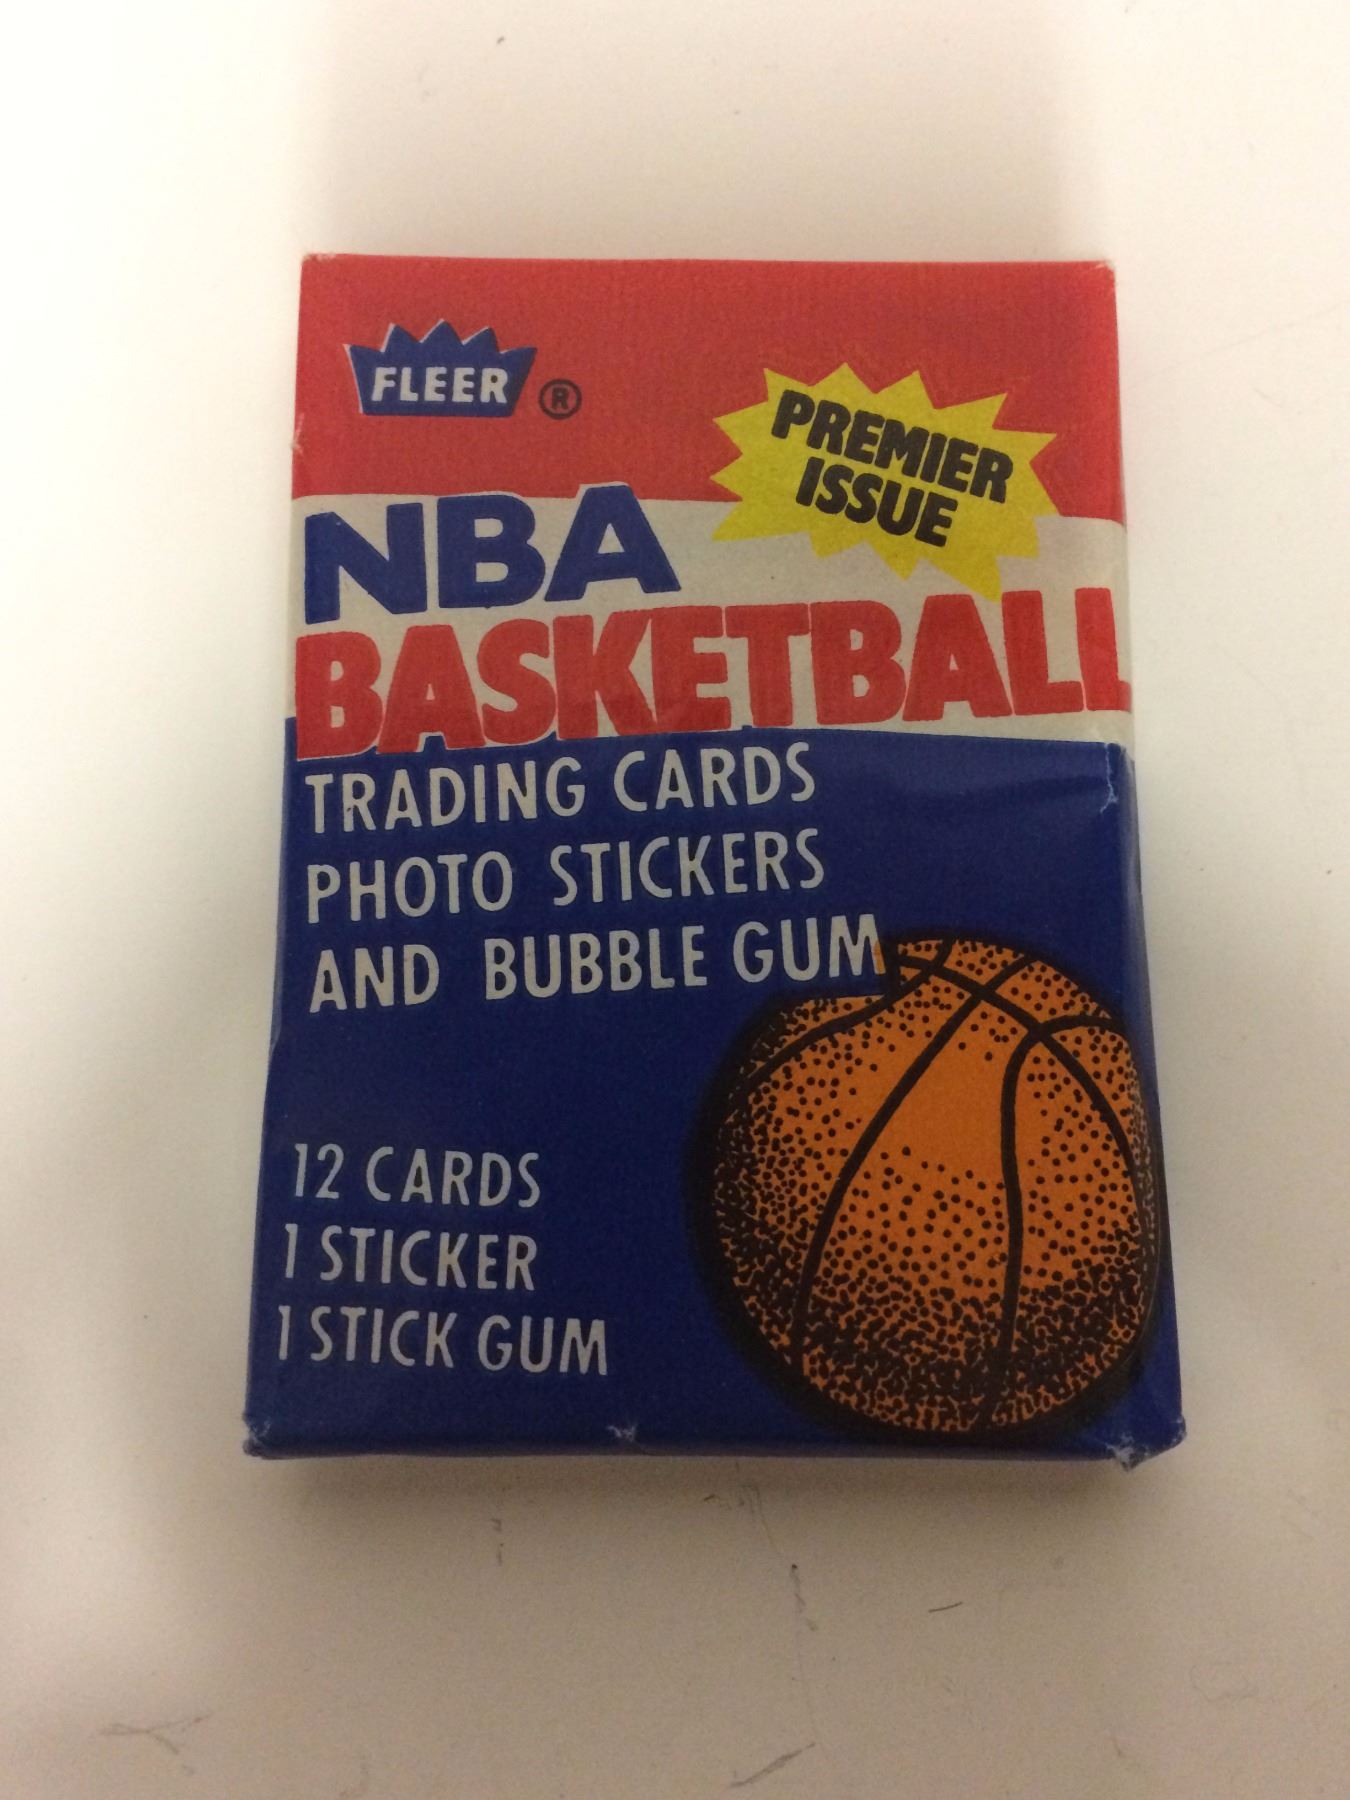 FLEER ®
PREMIER
ISSUE
NBA
BASKETBALL
TRADING CARDS
PHOTO STICKERS
AND BUBBLE GUM
12 CARDS
1 STICKER
1 STICK GUM